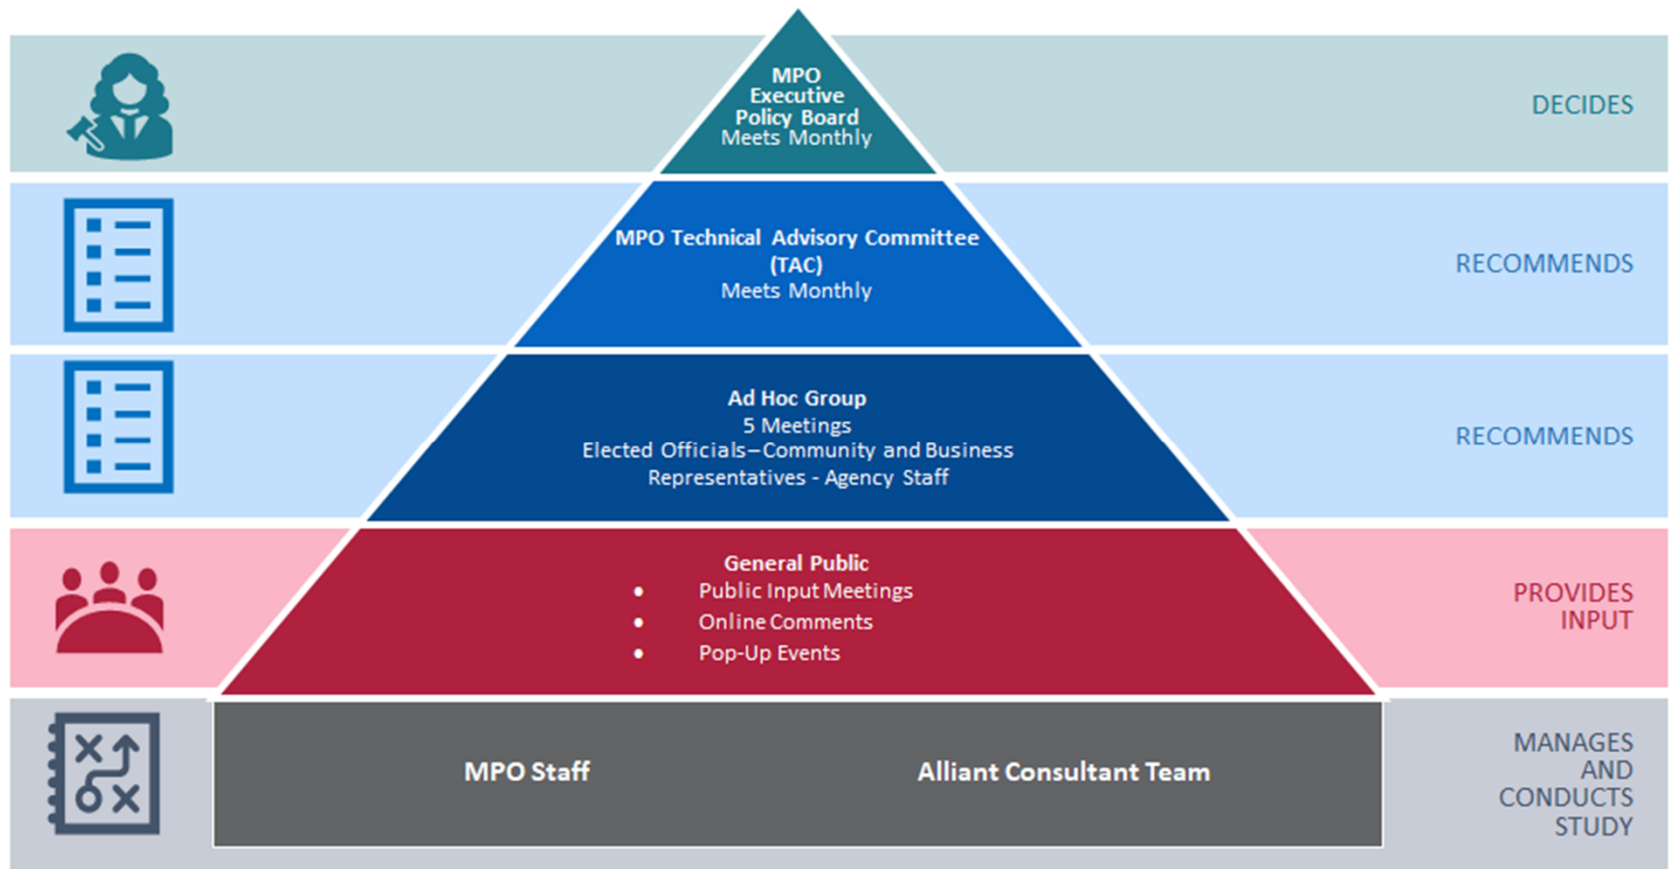 MPO
Executive
Policy Board
Meets Monthly
DECIDES
MPO Technical Advisory Committee
(TAC)
Meets Monthly
RECOMMENDS
Ad Hoc Group
5 Meetings
Elected Officials–Community and Business
Representatives - Agency Staff
RECOMMENDS
General Public
• Public Input Meetings
• Online Comments
• Pop-Up Events
PROVIDES
INPUT
MPO Staff
Alliant Consultant Team
MANAGES
AND
CONDUCTS
STUDY